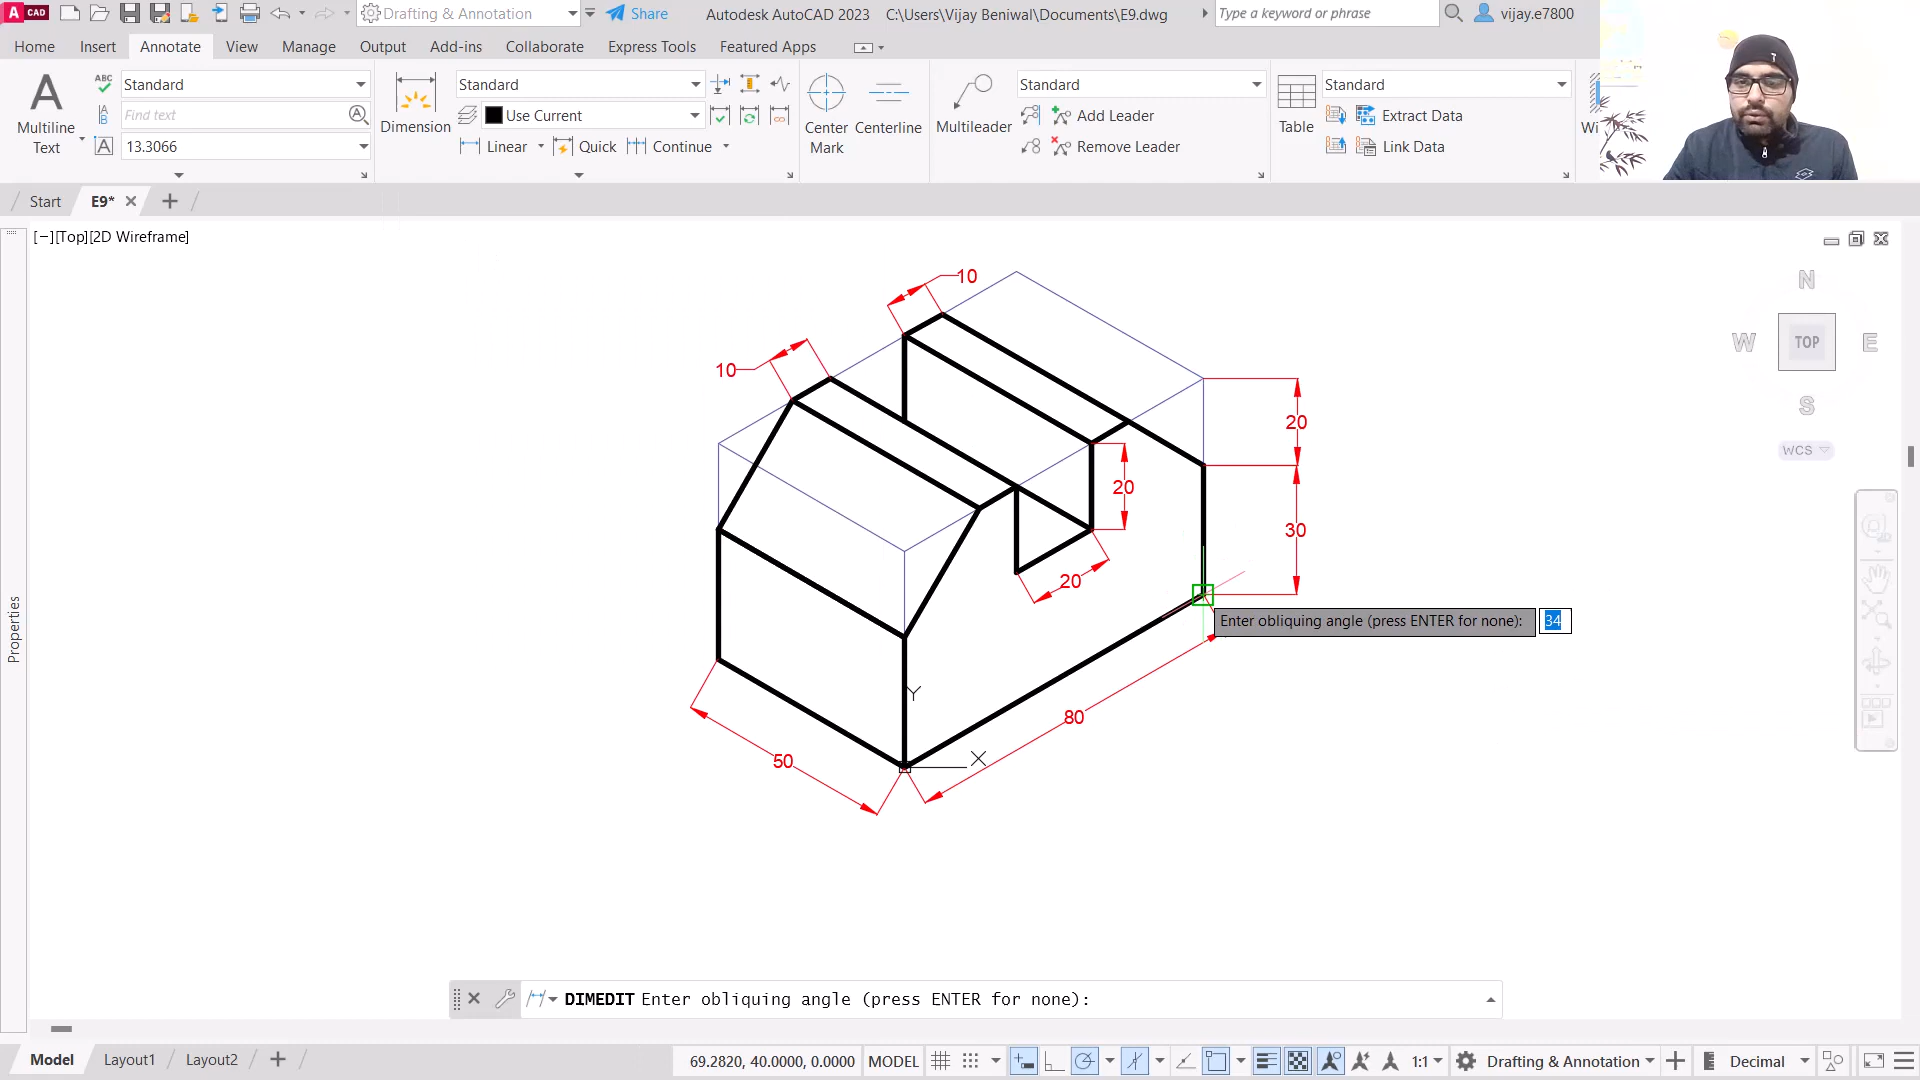 A CAD
Drafting & Annotation
Share
Autodesk AutoCAD 2023 C:\Users\Vijay Beniwal\Documents\E9.dwg
Type a keyword or phrase
vijay.e7800
Home Insert Annotate View Manage Output Add-ins Collaborate Express Tools Featured Apps
Multiline Text
ABC
Standard
Find text
13.3066
Dimension
Standard
Use Current
Linear
Quick
Continue
Center Mark
Centerline
Multileader
Standard
Add Leader
Remove Leader
Table
Standard
Extract Data
Link Data
Wi
Start
E9*
[−][Top][2D Wireframe]
Properties
10
10
20
30
20
20
80
50
Y
X
Enter obliquing angle (press ENTER for none): 34
N
W
TOP
E
S
WCS
DIMEDIT Enter obliquing angle (press ENTER for none):
Model
Layout1
Layout2
69.2820, 40.0000, 0.0000
MODEL
1:1
Drafting & Annotation
Decimal